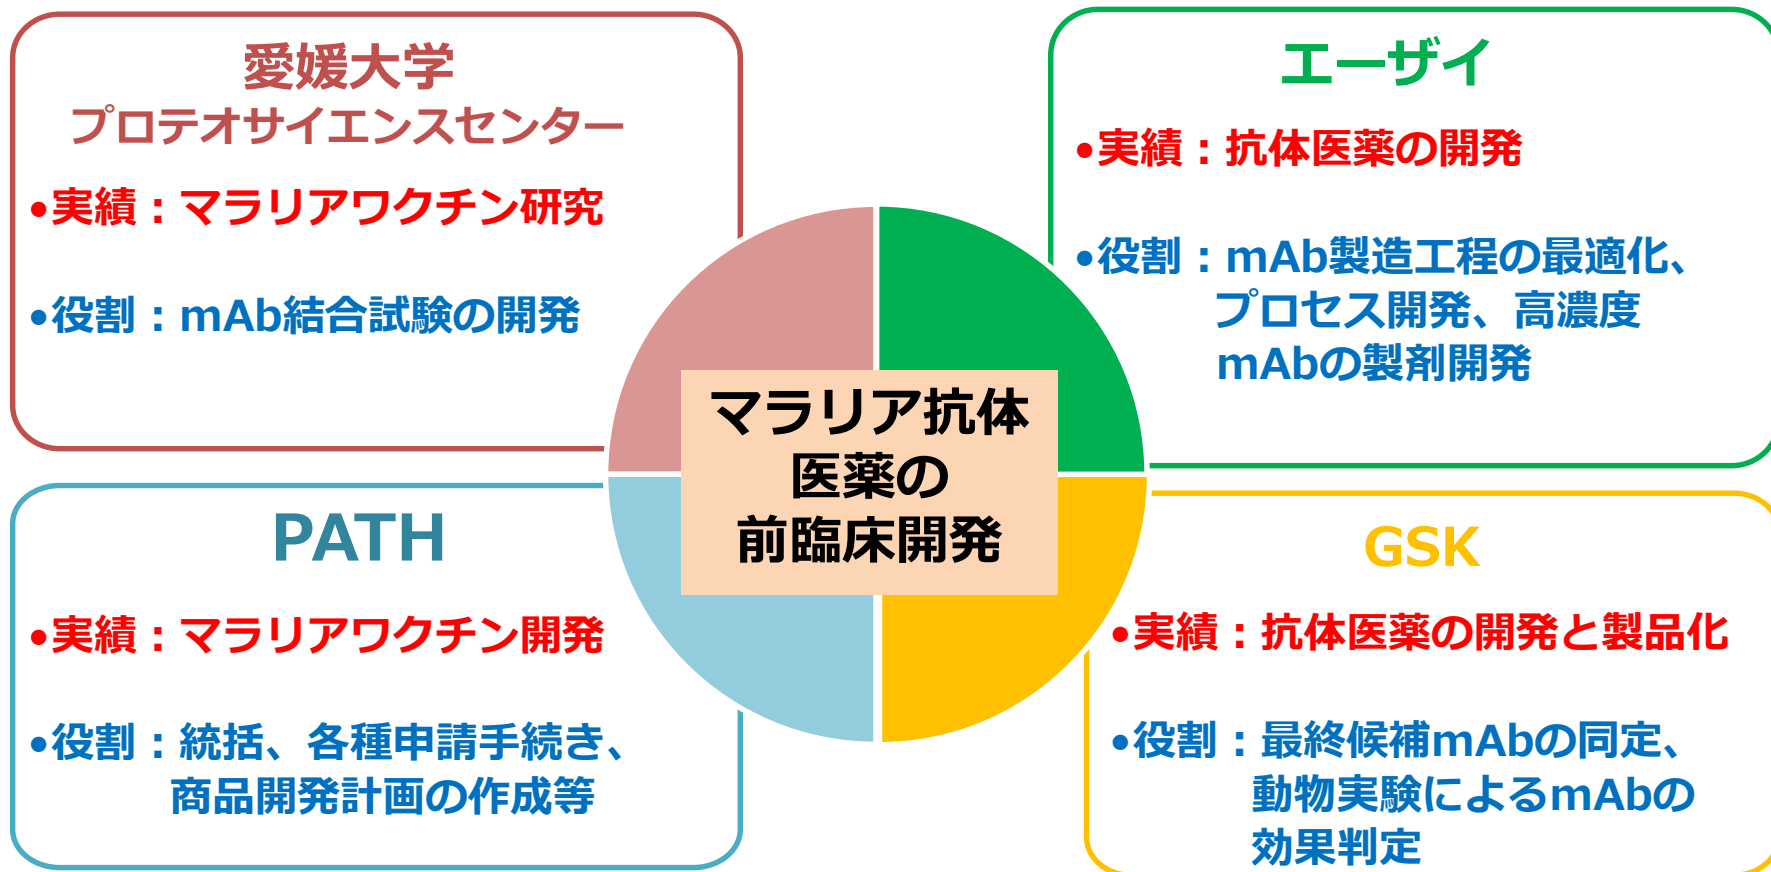 愛媛大学
プロテオサイエンスセンター
•実績：マラリアワクチン研究
•役割：mAb結合試験の開発
エーザイ
•実績：抗体医薬の開発
•役割：mAb製造工程の最適化、
プロセス開発、高濃度
mAbの製剤開発
マラリア抗体
医薬の
前臨床開発
PATH
•実績：マラリアワクチン開発
•役割：統括、各種申請手続き、
商品開発計画の作成等
GSK
•実績：抗体医薬の開発と製品化
•役割：最終候補mAbの同定、
動物実験によるmAbの
効果判定